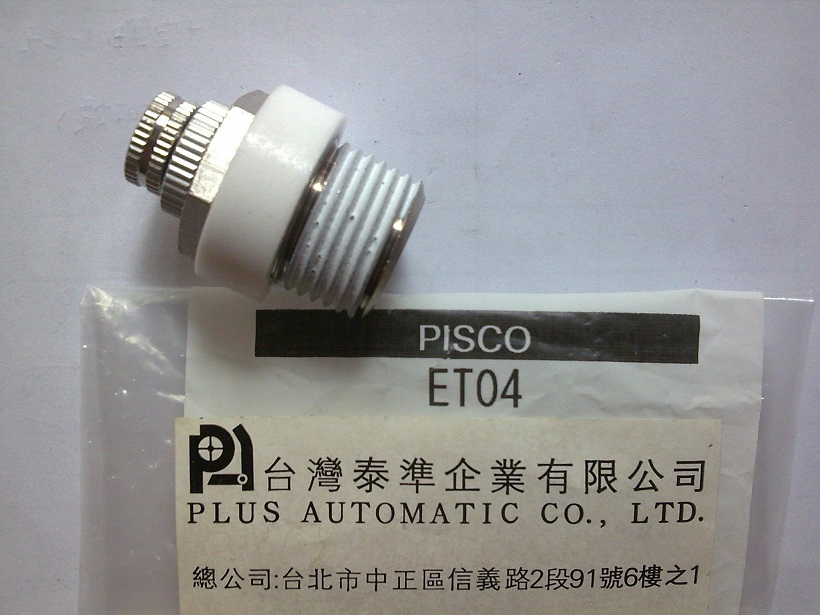 PISCO
ET04
台灣泰準企業有限公司
PLUS AUTOMATIC CO., LTD.
總公司:台北市中正區信義路2段91號6樓之1